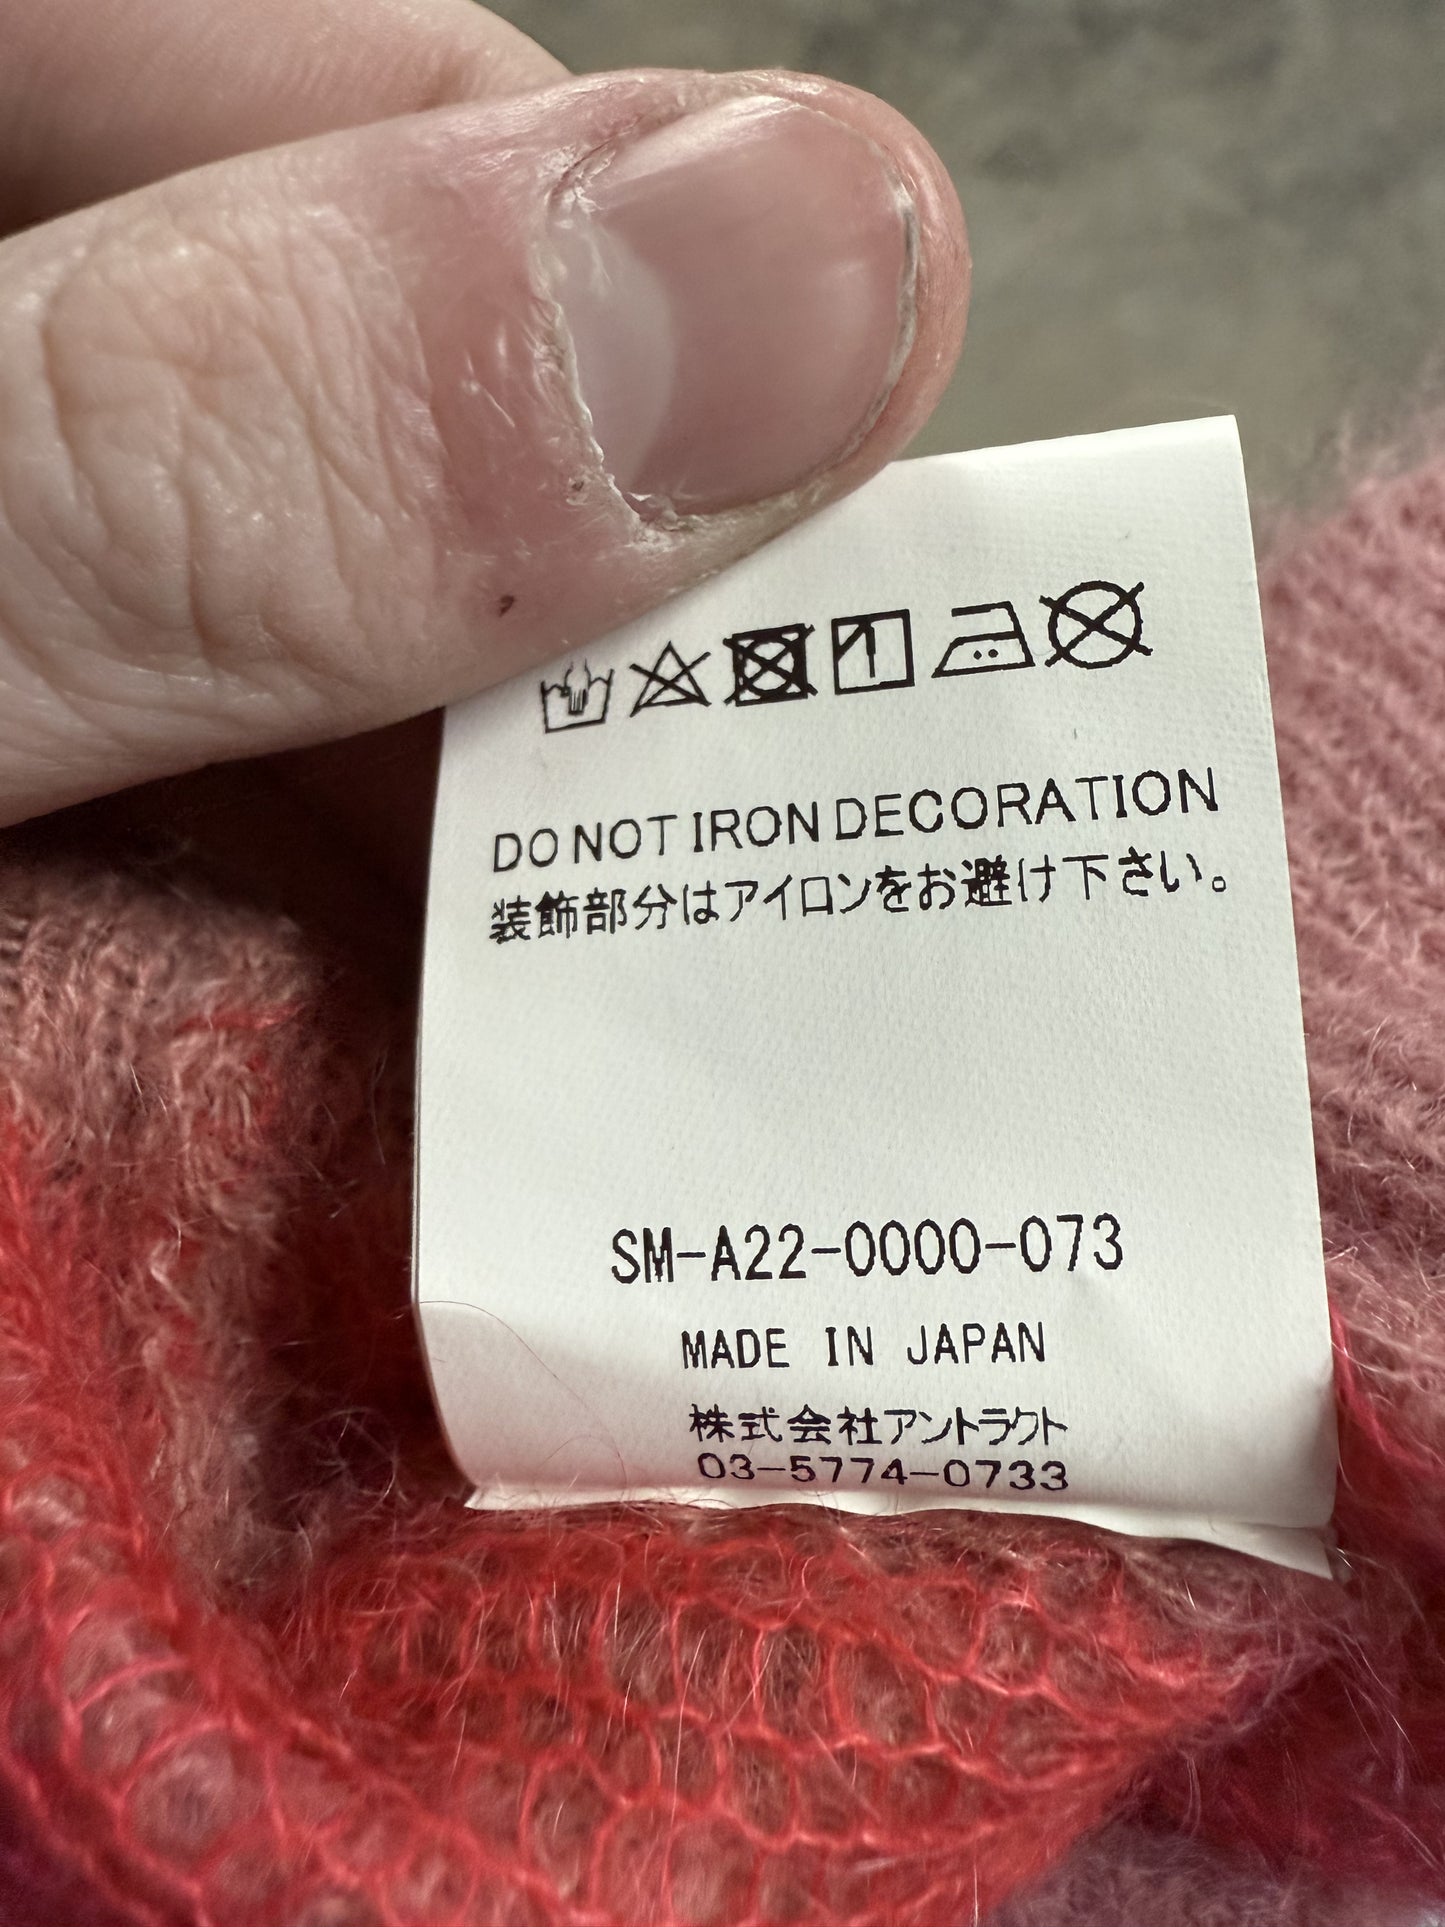 DO NOT IRON DECORATION
装飾部分はアイロンをお避け下さい。
SM-A22-0000-073
MADE IN JAPAN
株式会社アントラクト
03-5774-0733